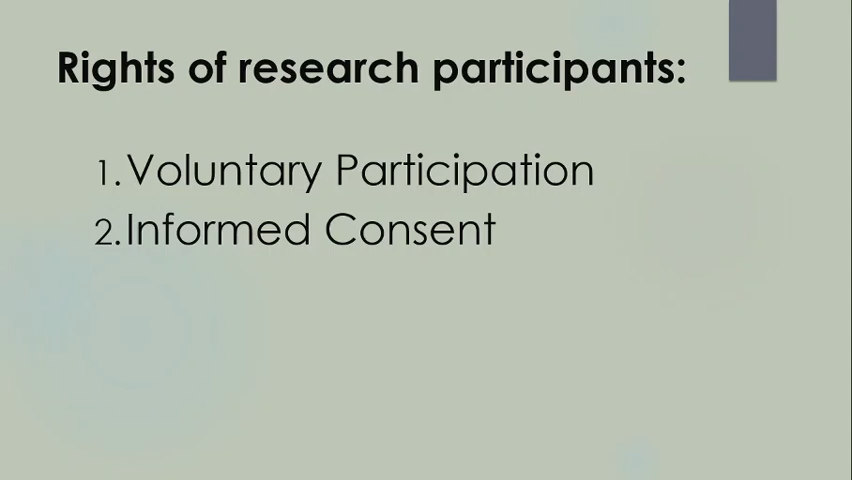 Rights of research participants:
1. Voluntary Participation
2. Informed Consent